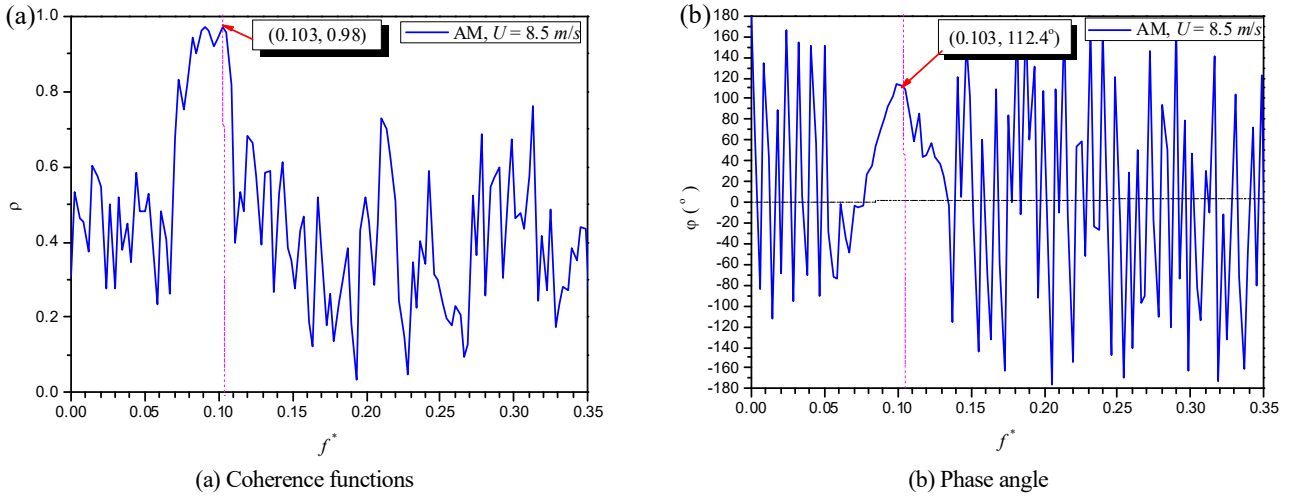 (a)
1.0
0.8
0.6
0.4
0.2
0.0
ρ
(0.103, 0.98)
AM, U = 8.5 m/s
0.00 0.05 0.10 0.15 0.20 0.25 0.30 0.35
f*
(a) Coherence functions
(b)
180
160
140
120
100
80
60
40
20
0
-20
-40
-60
-80
-100
-120
-140
-160
-180
φ (°)
(0.103, 112.4°)
AM, U = 8.5 m/s
0.00 0.05 0.10 0.15 0.20 0.25 0.30 0.35
f*
(b) Phase angle